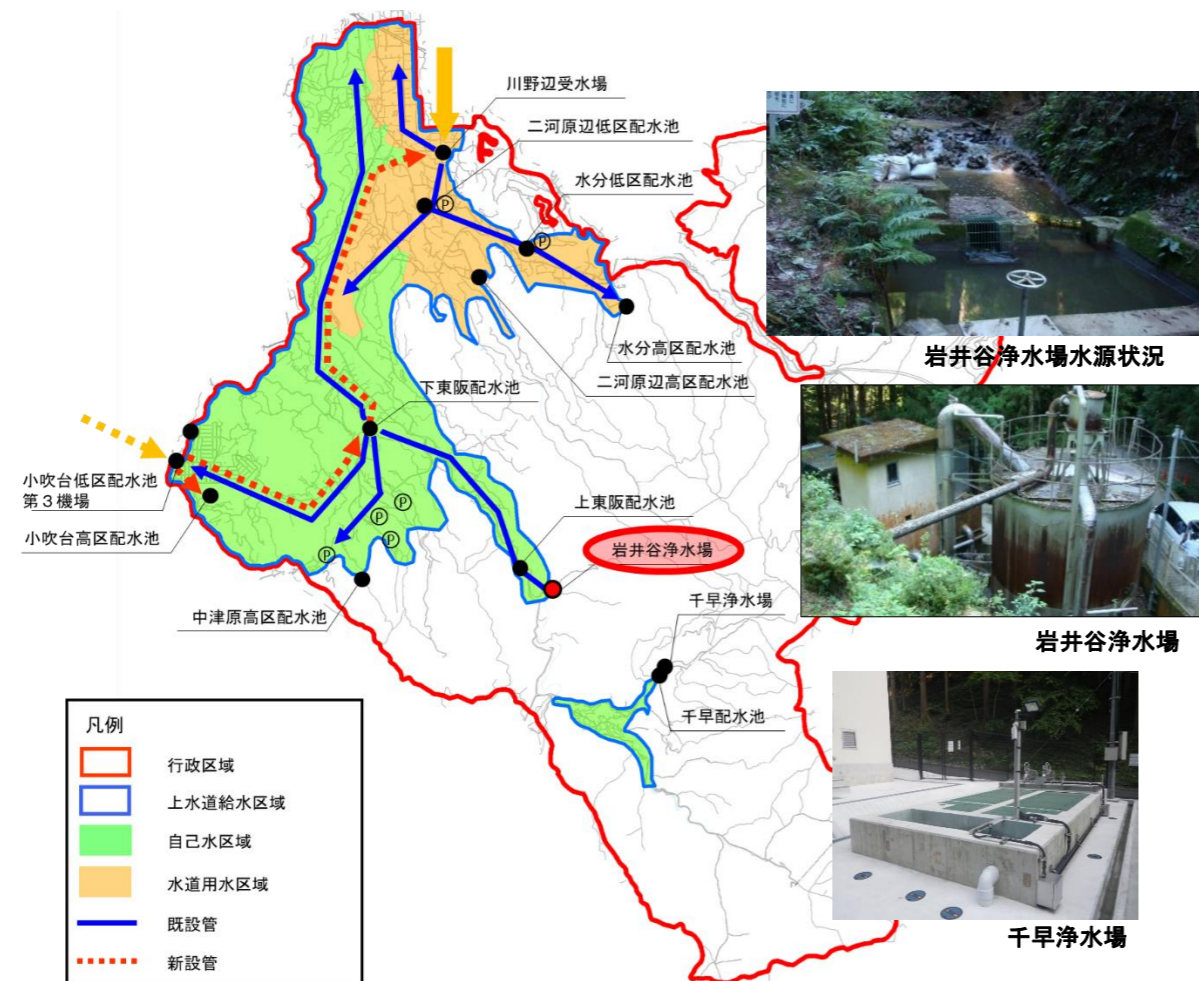 川野辺受水場
二河原辺低区配水池
水分低区配水池
P
P
水分高区配水池
二河原辺高区配水池
岩井谷浄水場水源状況
下東阪配水池
小吹台低区配水池
第3機場
小吹台高区配水池
P
P
P
P
上東阪配水池
岩井谷浄水場
中津原高区配水池
千早浄水場
千早配水池
岩井谷浄水場
千早浄水場
凡例
行政区域
上水道給水区域
自己水区域
水道用水区域
既設管
新設管